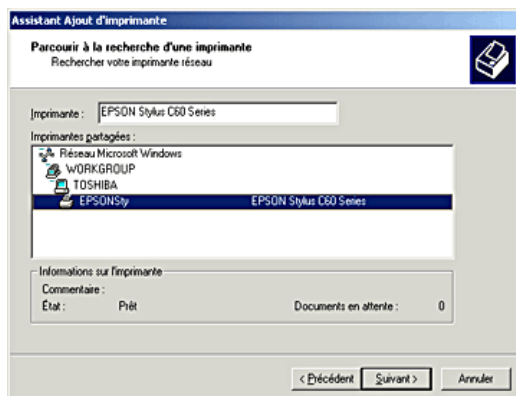 Assistant Ajout d'imprimante
Parcourir à la recherche d'une imprimante
Rechercher votre imprimante réseau
Imprimante : EPSON Stylus C60 Series
Imprimantes partagées :
Réseau Microsoft Windows
WORKGROUP
TOSHIBA
EPSONSty EPSON Stylus C60 Series
Informations sur l'imprimante
Commentaire :
État : Prêt Documents en attente : 0
< Précédent Suivant > Annuler